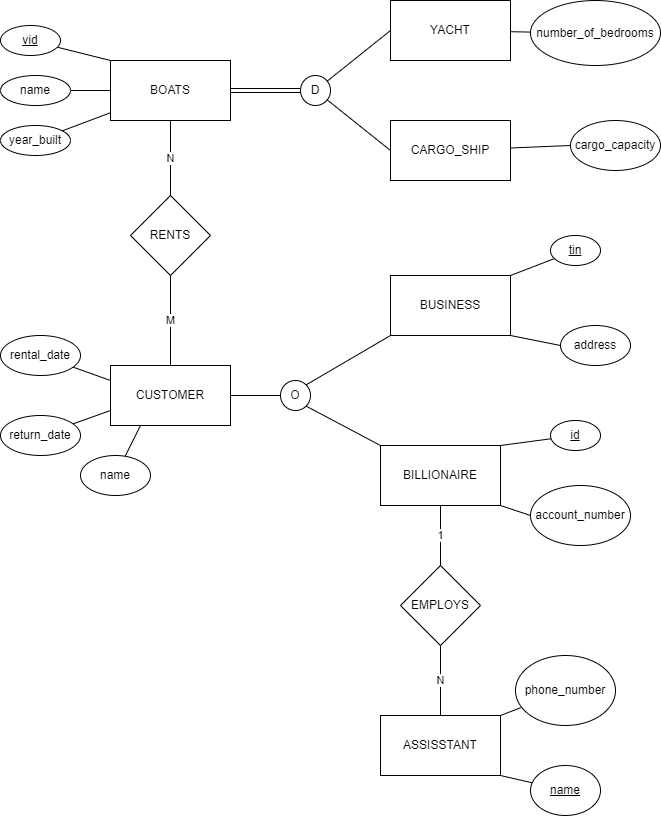 YACHT
number_of_bedrooms
vid
name
BOATS
D
year_built
CARGO_SHIP
cargo_capacity
N
RENTS
tin
BUSINESS
M
address
rental_date
CUSTOMER
O
return_date
name
id
BILLIONAIRE
account_number
1
EMPLOYS
N
phone_number
ASSISSTANT
name